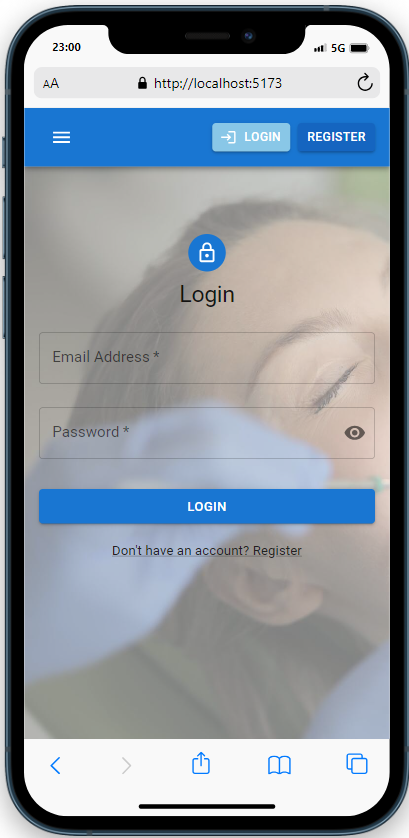 23:00
5G
AA
http://localhost:5173
LOGIN
REGISTER
Login
Email Address *
Password *
LOGIN
Don't have an account? Register